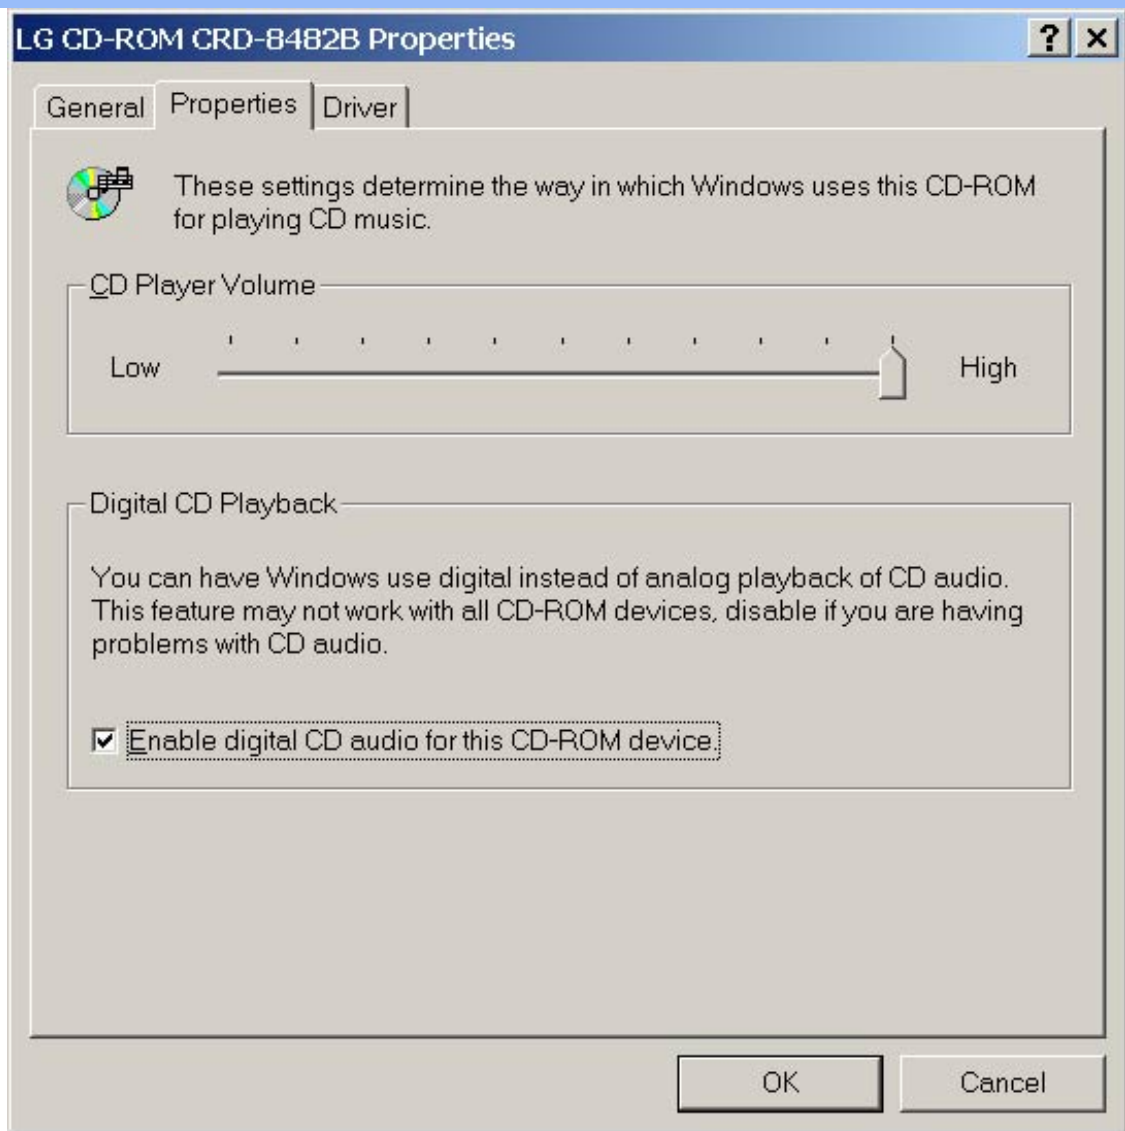 LG CD-ROM CRD-8482B Properties
General Properties Driver
These settings determine the way in which Windows uses this CD-ROM
for playing CD music.
CD Player Volume
Low High
Digital CD Playback
You can have Windows use digital instead of analog playback of CD audio.
This feature may not work with all CD-ROM devices, disable if you are having
problems with CD audio.
Enable digital CD audio for this CD-ROM device.
OK Cancel